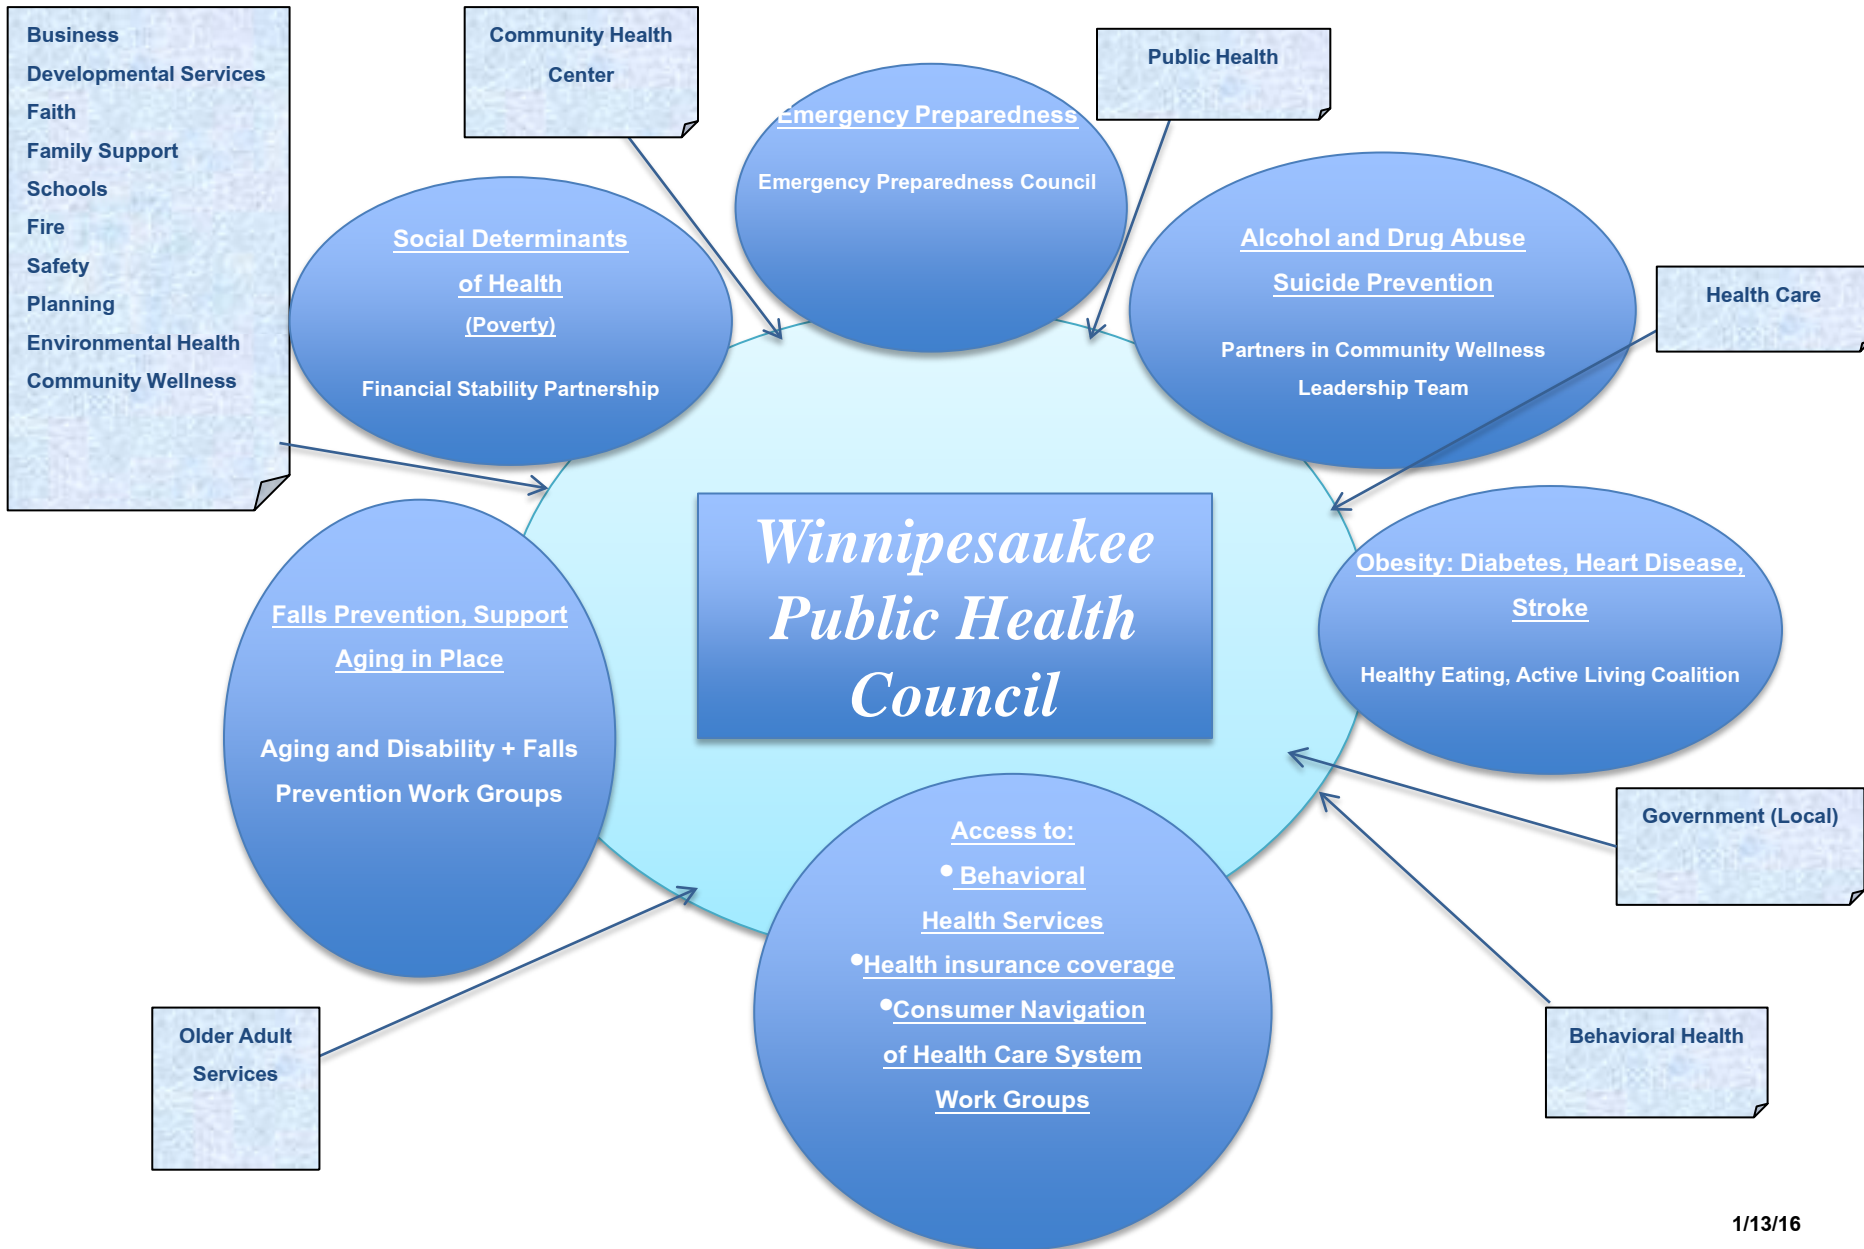 Business
Developmental Services
Faith
Family Support
Schools
Fire
Safety
Planning
Environmental Health
Community Wellness
Community Health
Center
Emergency Preparedness
Emergency Preparedness Council
Public Health
Social Determinants
of Health
(Poverty)
Financial Stability Partnership
Alcohol and Drug Abuse
Suicide Prevention
Partners in Community Wellness
Leadership Team
Health Care
Winnipesaukee
Public Health
Council
Obesity: Diabetes, Heart Disease,
Stroke
Healthy Eating, Active Living Coalition
Falls Prevention, Support
Aging in Place
Aging and Disability + Falls
Prevention Work Groups
Access to:
• Behavioral
Health Services
•Health insurance coverage
•Consumer Navigation
of Health Care System
Work Groups
Government (Local)
Older Adult
Services
Behavioral Health
1/13/16